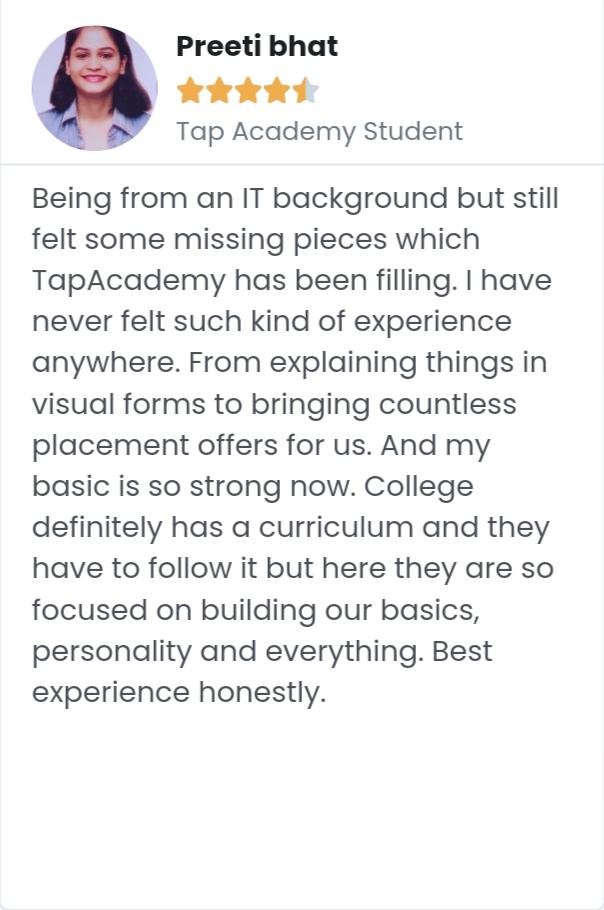 Preeti bhat
Tap Academy Student
Being from an IT background but still
felt some missing pieces which
TapAcademy has been filling. I have
never felt such kind of experience
anywhere. From explaining things in
visual forms to bringing countless
placement offers for us. And my
basic is so strong now. College
definitely has a curriculum and they
have to follow it but here they are so
focused on building our basics,
personality and everything. Best
experience honestly.